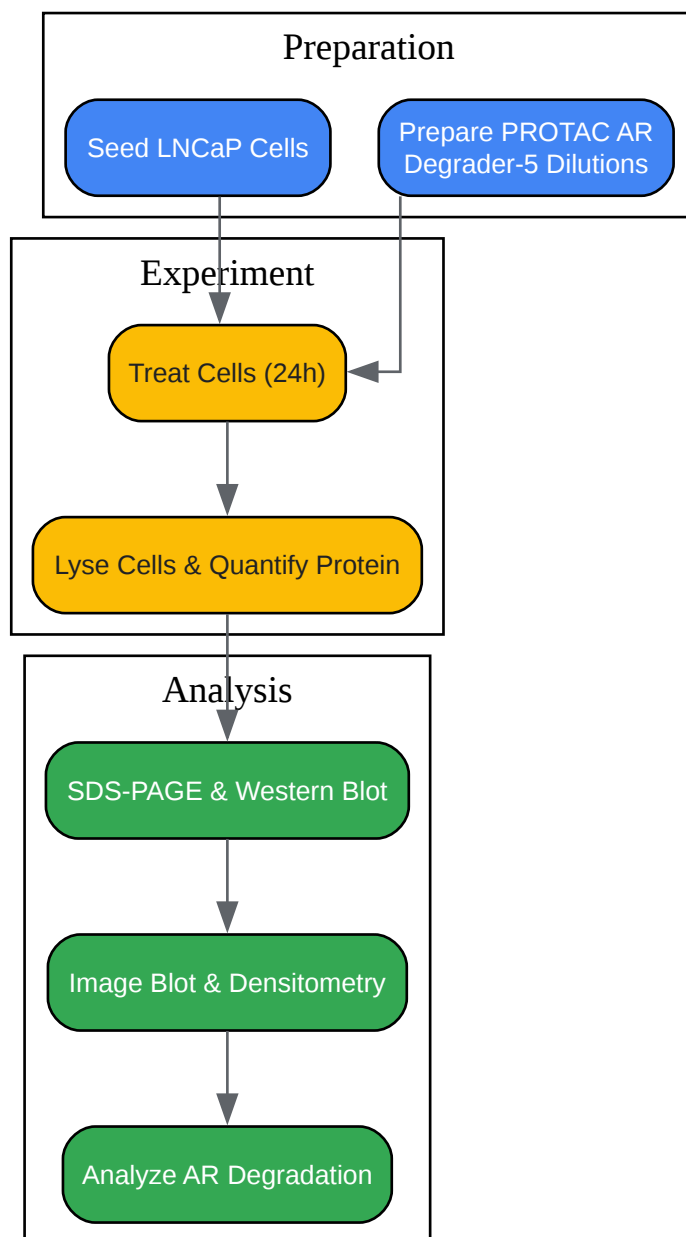 Preparation
Seed LNCaP Cells
Prepare PROTAC AR
Degrader-5 Dilutions
Experiment
Treat Cells (24h)
Lyse Cells & Quantify Protein
Analysis
SDS-PAGE & Western Blot
Image Blot & Densitometry
Analyze AR Degradation